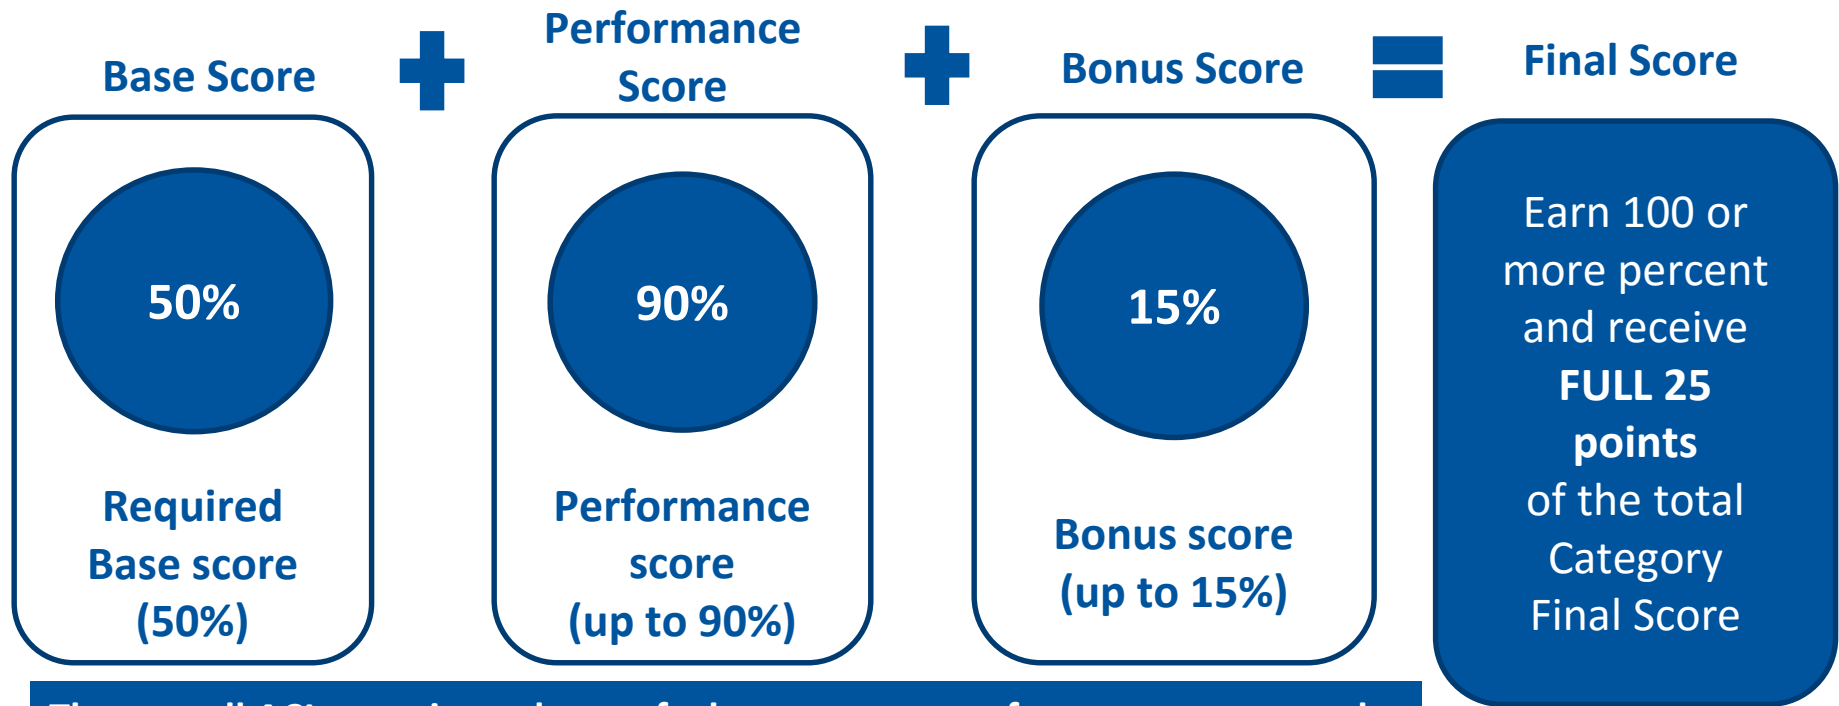 Base Score
Performance
Score
Bonus Score
Final Score
50%
Required
Base score
(50%)
90%
Performance
score
(up to 90%)
15%
Bonus score
(up to 15%)
Earn 100 or
more percent
and receive
FULL 25
points
of the total
Category
Final Score